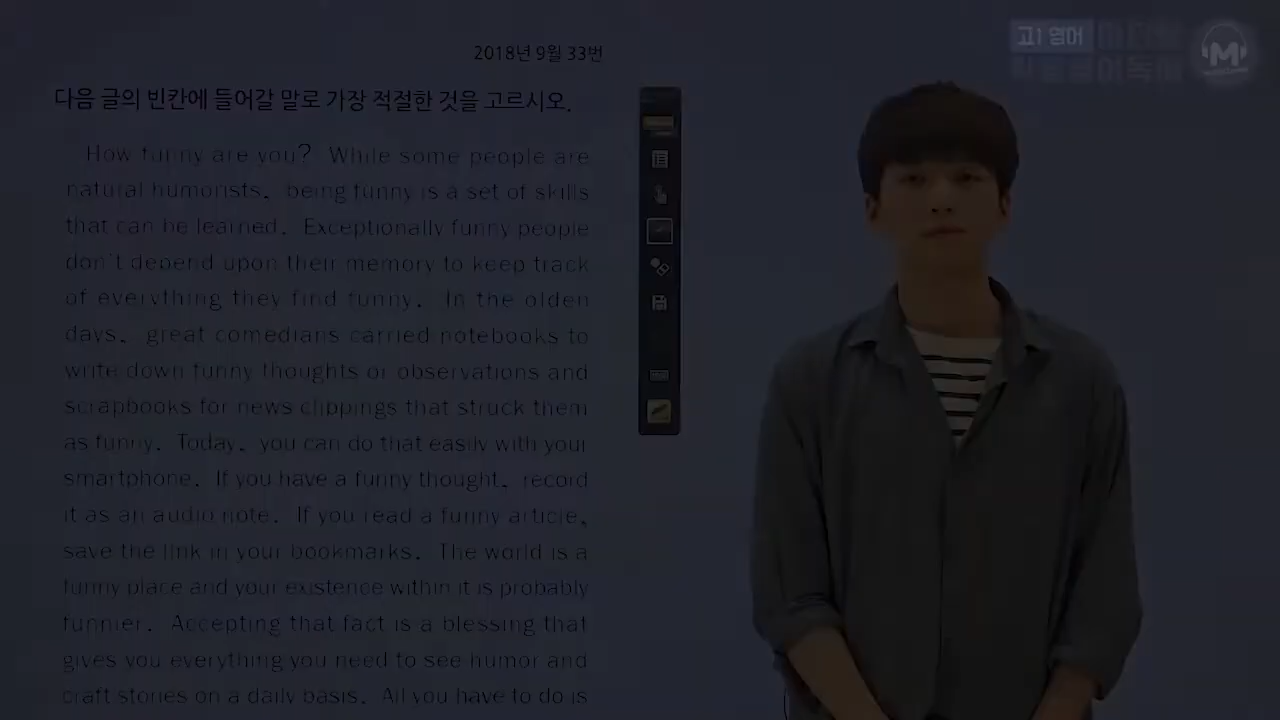 고1 영어
2018년 9월 33번
다음 글의 빈칸에 들어갈 말로 가장 적절한 것을 고르시오.
How funny are you? While some people are
natural humorists, being funny is a set of skills
that can be learned. Exceptionally funny people
don't depend upon their memory to keep track
of everything they find funny. In the olden
days, great comedians carried notebooks to
write down funny thoughts or observations and
scrapbooks for news clippings that struck them
as funny. Today, you can do that easily with your
smartphone. If you have a funny thought, record
it as an audio note. If you read a funny article,
save the link in your bookmarks. The world is a
funny place and your existence within it is probably
funnier. Accepting that fact is a blessing that
gives you everything you need to see humor and
craft stories on a daily basis. All you have to do is